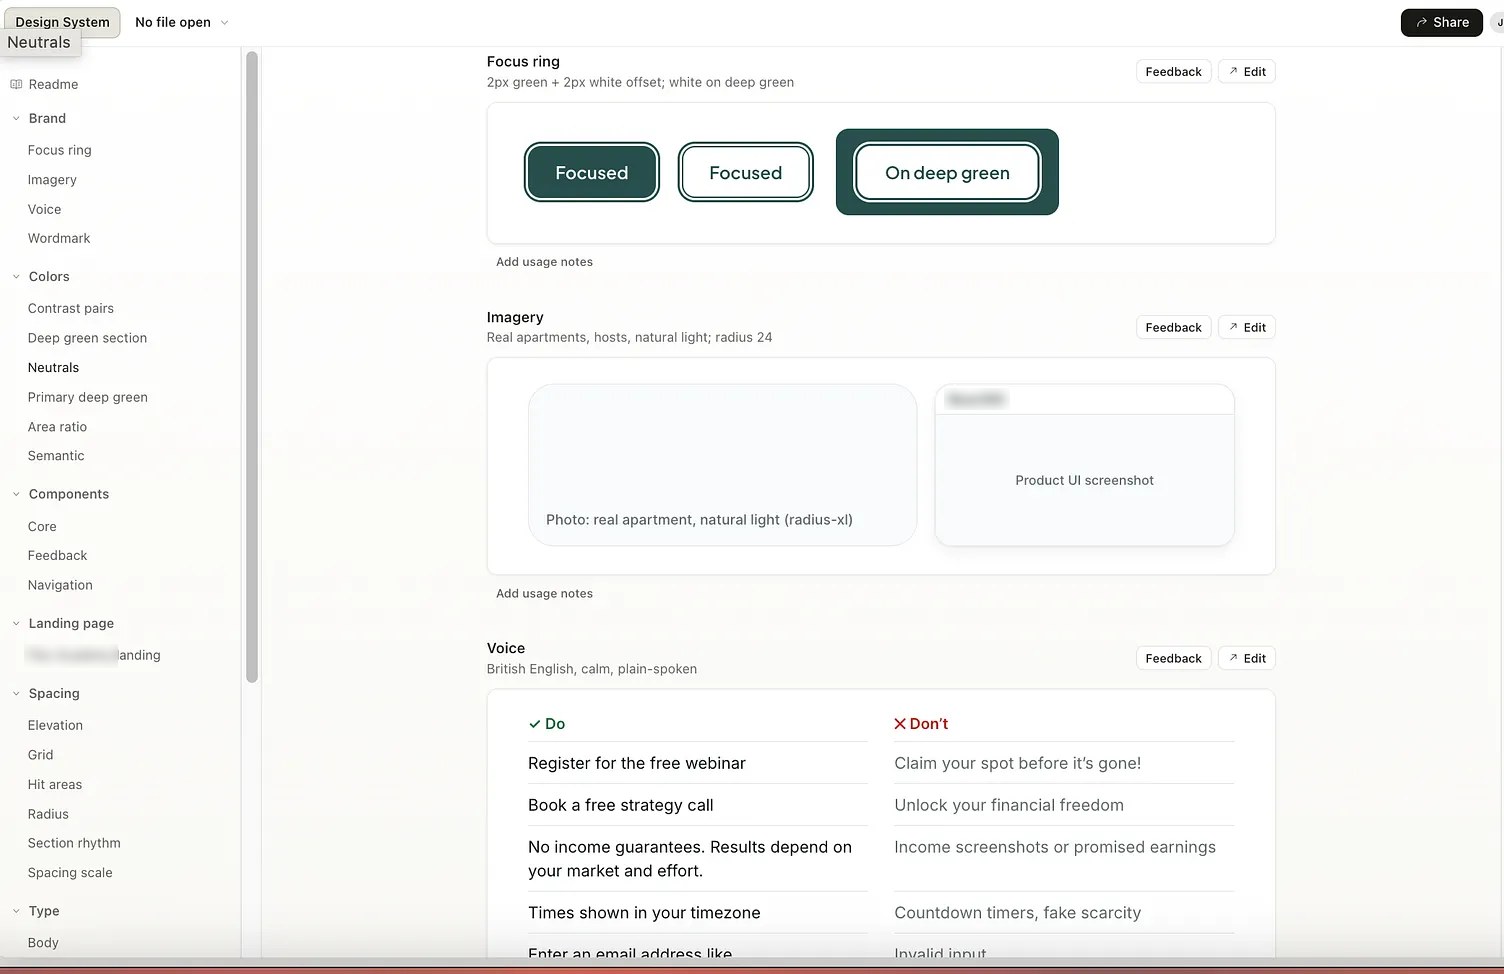 Design System
No file open
Share
J
Neutrals
Readme
Brand
Focus ring
Imagery
Voice
Wordmark
Colors
Contrast pairs
Deep green section
Neutrals
Primary deep green
Area ratio
Semantic
Components
Core
Feedback
Navigation
Landing page
landing
Spacing
Elevation
Grid
Hit areas
Radius
Section rhythm
Spacing scale
Type
Body
Focus ring
2px green + 2px white offset; white on deep green
Feedback
Edit
Focused
Focused
On deep green
Add usage notes
Imagery
Real apartments, hosts, natural light; radius 24
Feedback
Edit
Photo: real apartment, natural light (radius-xl)
Product UI screenshot
Add usage notes
Voice
British English, calm, plain-spoken
Feedback
Edit
Do
Don’t
Register for the free webinar
Claim your spot before it’s gone!
Book a free strategy call
Unlock your financial freedom
No income guarantees. Results depend on
your market and effort.
Income screenshots or promised earnings
Times shown in your timezone
Countdown timers, fake scarcity
Enter an email address like
Invalid input